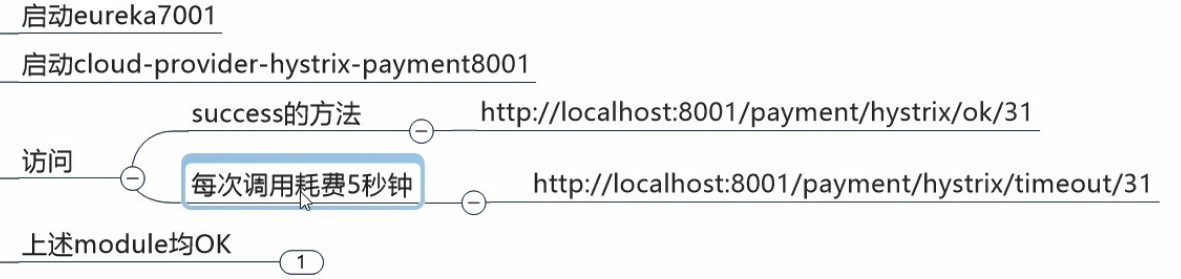 启动eureka7001
启动cloud-provider-hystrix-payment8001
success的方法
http://localhost:8001/payment/hystrix/ok/31
访问
每次调用耗费5秒钟
http://localhost:8001/payment/hystrix/timeout/31
上述module均OK
1